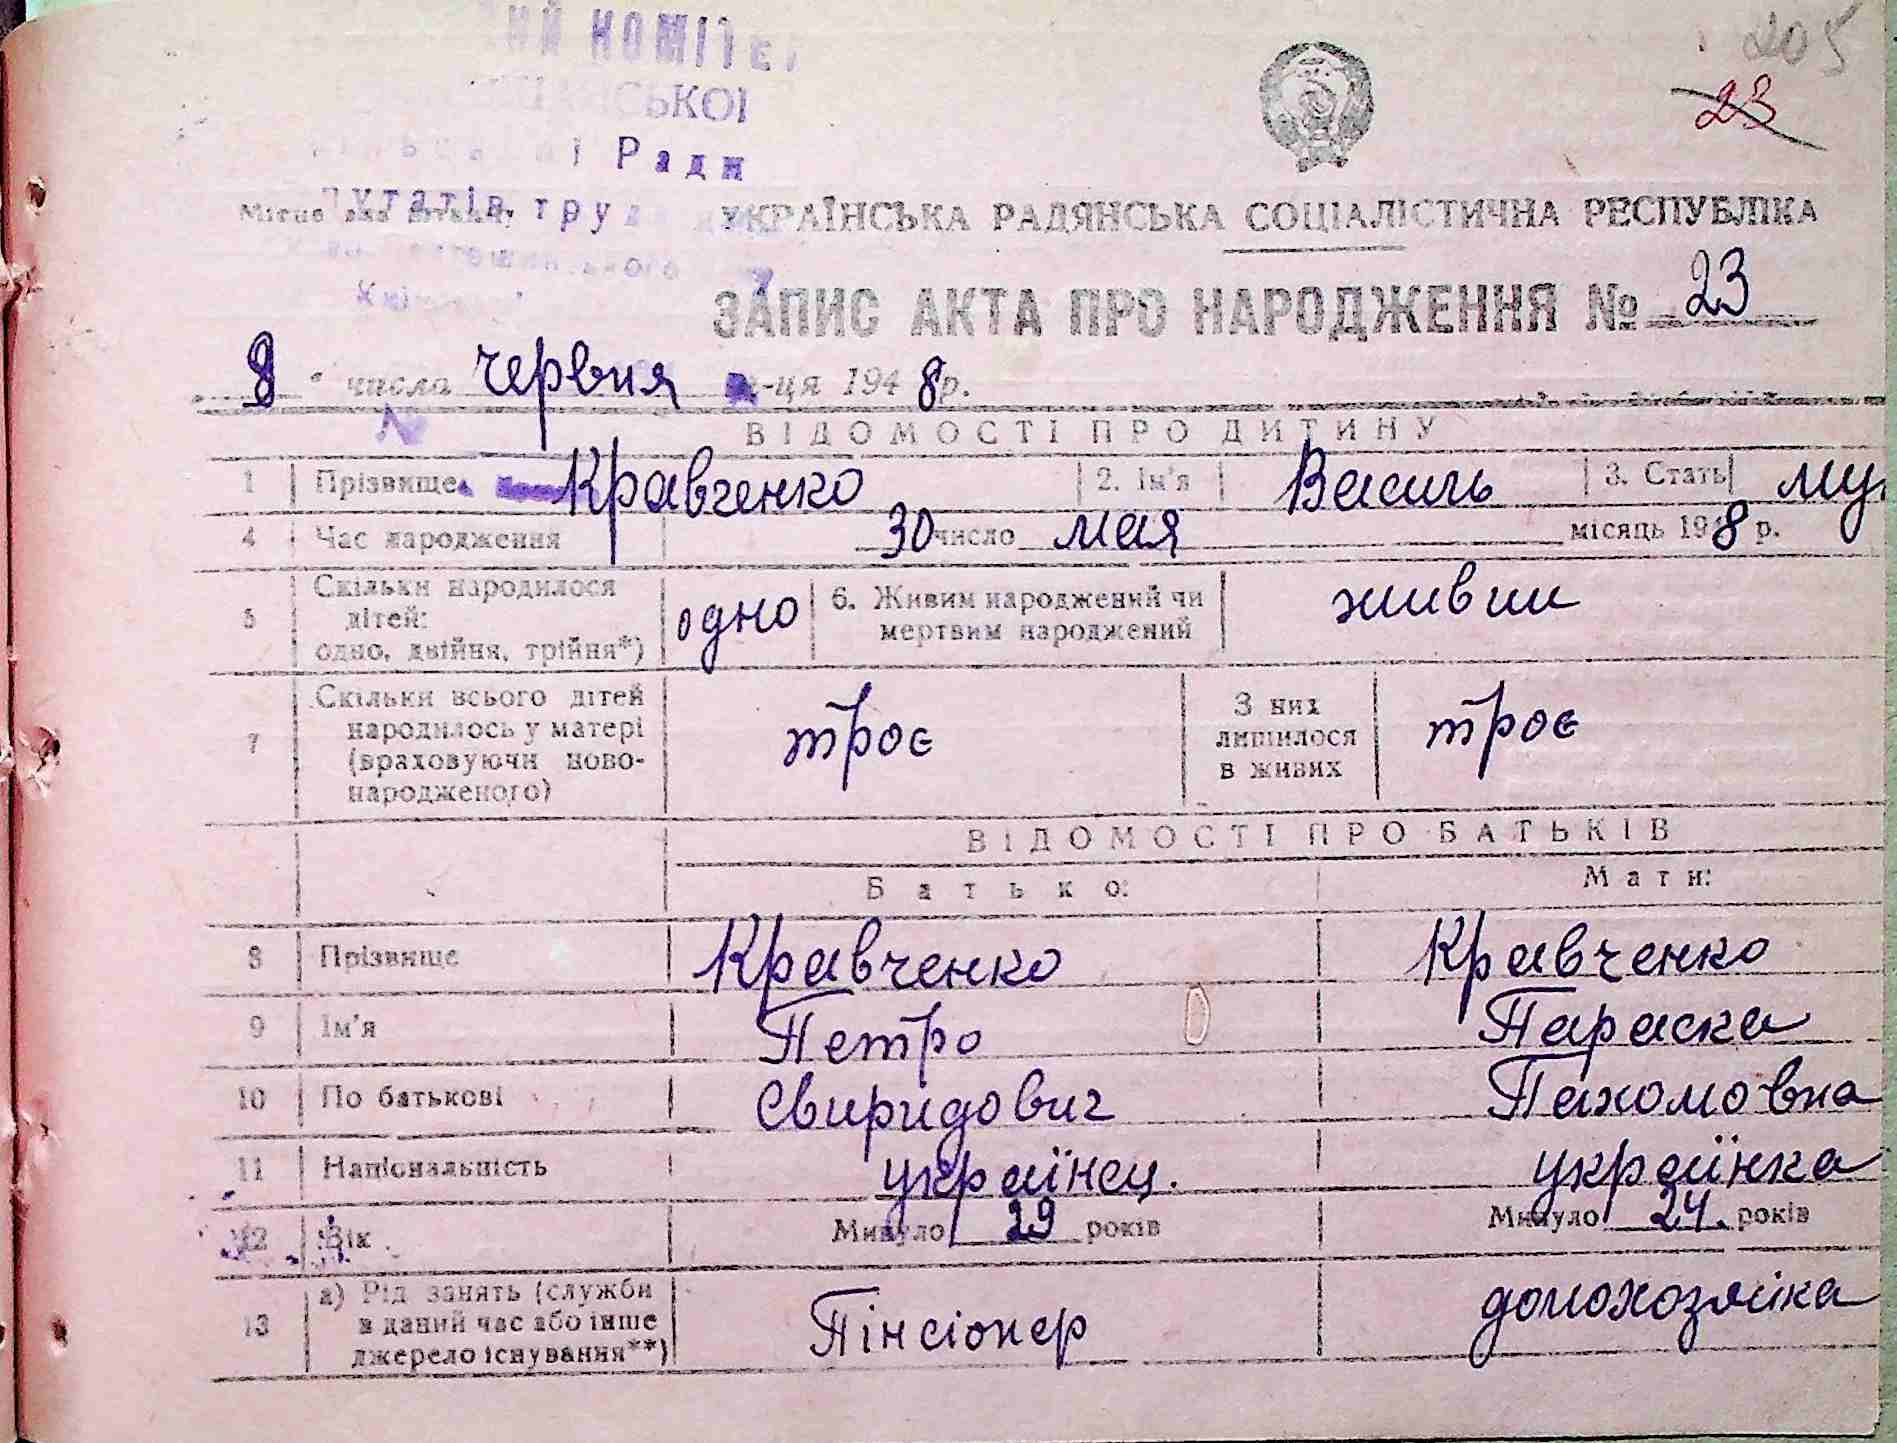 205
23
ИЙ КОМІТЕ
СЬКОЇ
Ради
УКРАЇНСЬКА РАДЯНСЬКА СОЦІАЛІСТИЧНА РЕСПУБЛІКА
ЗАПИС АКТА ПРО НАРОДЖЕННЯ № 23
8 числа червня м-ця 1948 р.
ВІДОМОСТІ ПРО ДИТИНУ
1 Прізвище Кравченко 2. Ім'я Василь 3. Стать му
4 Час народження 30 число мая місяць 1948 р.
5 Скільки народилося дітей: одно, двійня, трійня*) одно 6. Живим народжений чи мертвим народжений живим
7 Скільки всього дітей народилось у матері (враховуючи новонародженого) троє З них лишилося в живих троє
ВІДОМОСТІ ПРО БАТЬКІВ
Батько: Мати:
8 Прізвище Кравченко Кравченко
9 Ім'я Петро Параска
10 По батькові Свиридович Пахомовна
11 Національність українец. українка
12 Вік Минуло 29 років Минуло 24. років
13 а) Рід занять (служби в даний час або інше джерело існування**) Пінсіонер домохозяйка